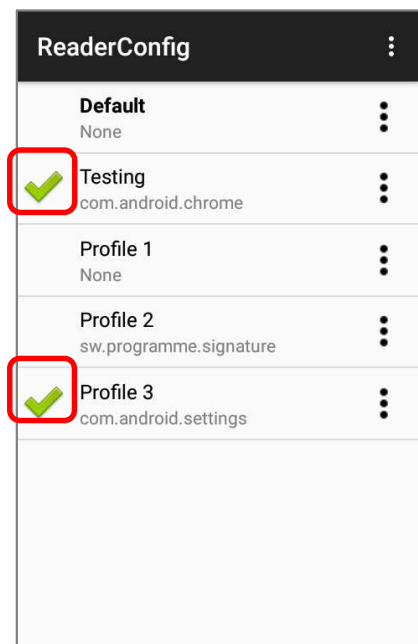 ReaderConfig
Default
None
Testing
com.android.chrome
Profile 1
None
Profile 2
sw.programme.signature
Profile 3
com.android.settings